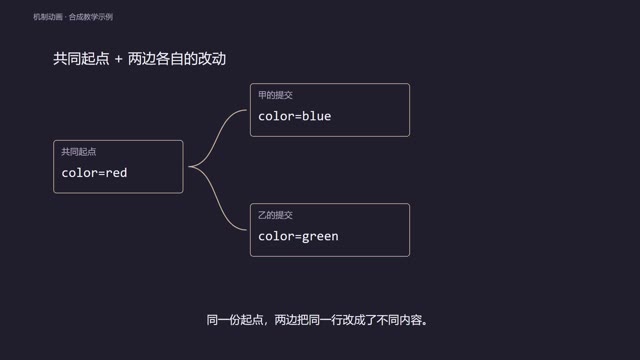 机制动画 · 合成教学示例
共同起点 + 两边各自的改动
甲的提交
color=blue
共同起点
color=red
乙的提交
color=green
同一份起点，两边把同一行改成了不同内容。